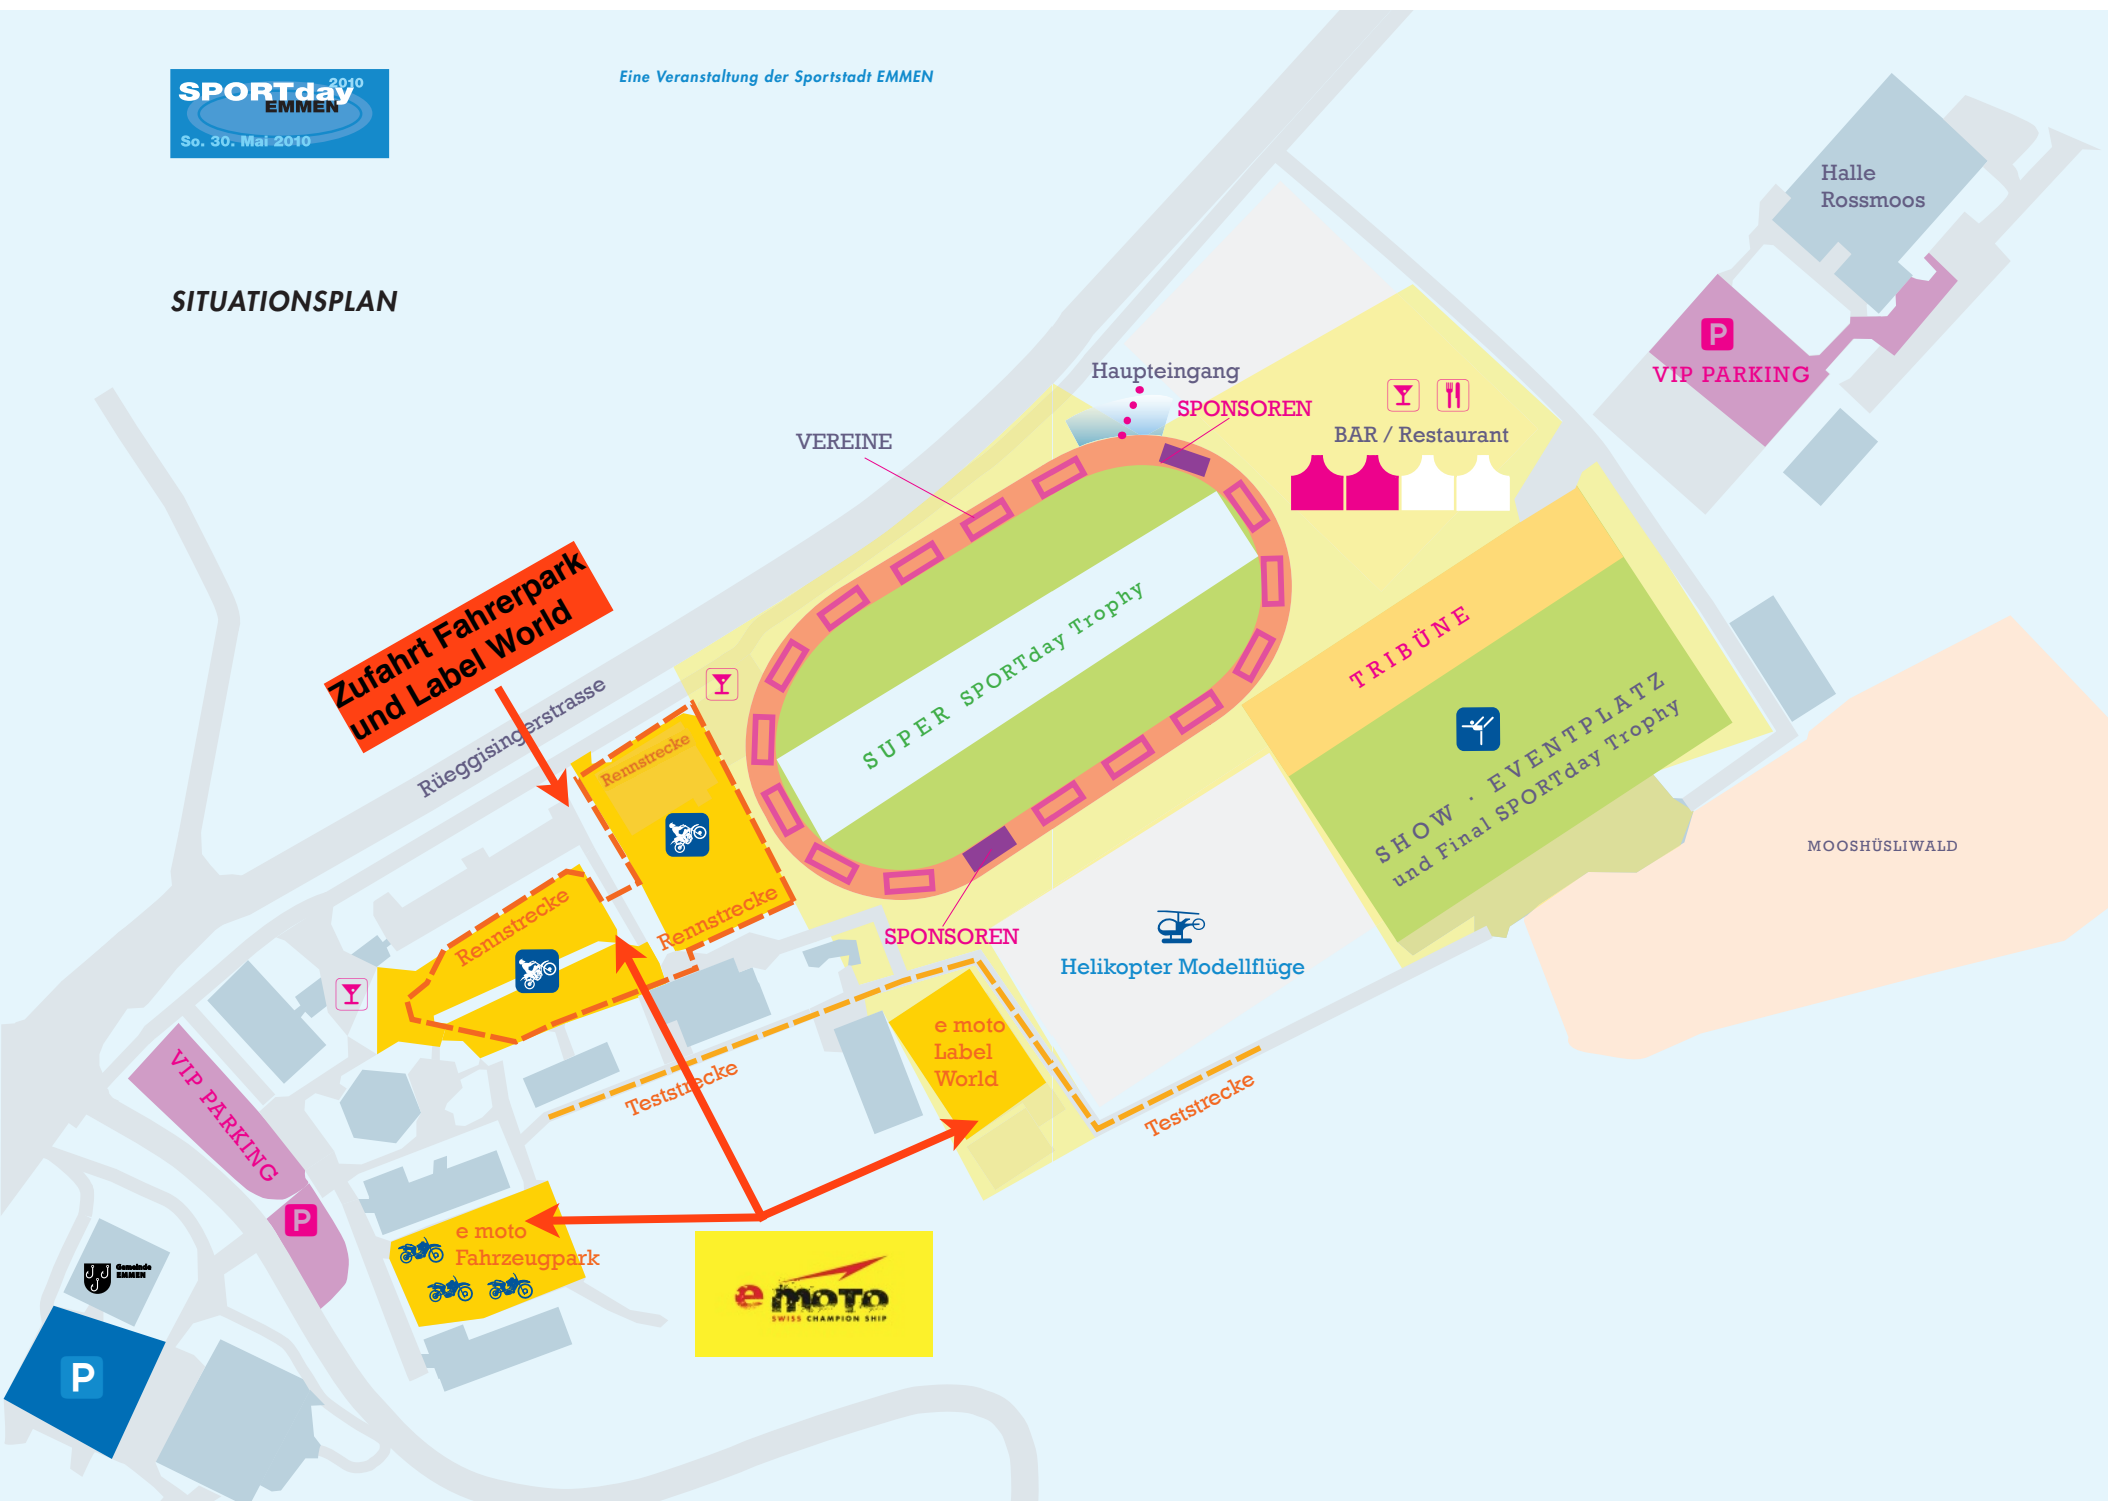 SPORTday
2010
EMMEN
So. 30. Mai 2010
Eine Veranstaltung der Sportstadt EMMEN
SITUATIONSPLAN
Halle
Rossmoos
P
VIP PARKING
Haupteingang
SPONSOREN
VEREINE
BAR / Restaurant
Zufahrt Fahrerpark
und Label World
Rüeggisingerstrasse
SUPER SPORTday Trophy
TRIBÜNE
SHOW . EVENTPLATZ
und Final SPORTday Trophy
MOOSHÜSLIWALD
Rennstrecke
Rennstrecke
Rennstrecke
SPONSOREN
Helikopter Modellflüge
e moto
Label
World
Teststrecke
Teststrecke
VIP PARKING
P
e moto
Fahrzeugpark
Gemeinde
EMMEN
e moto
SWISS CHAMPION SHIP
P